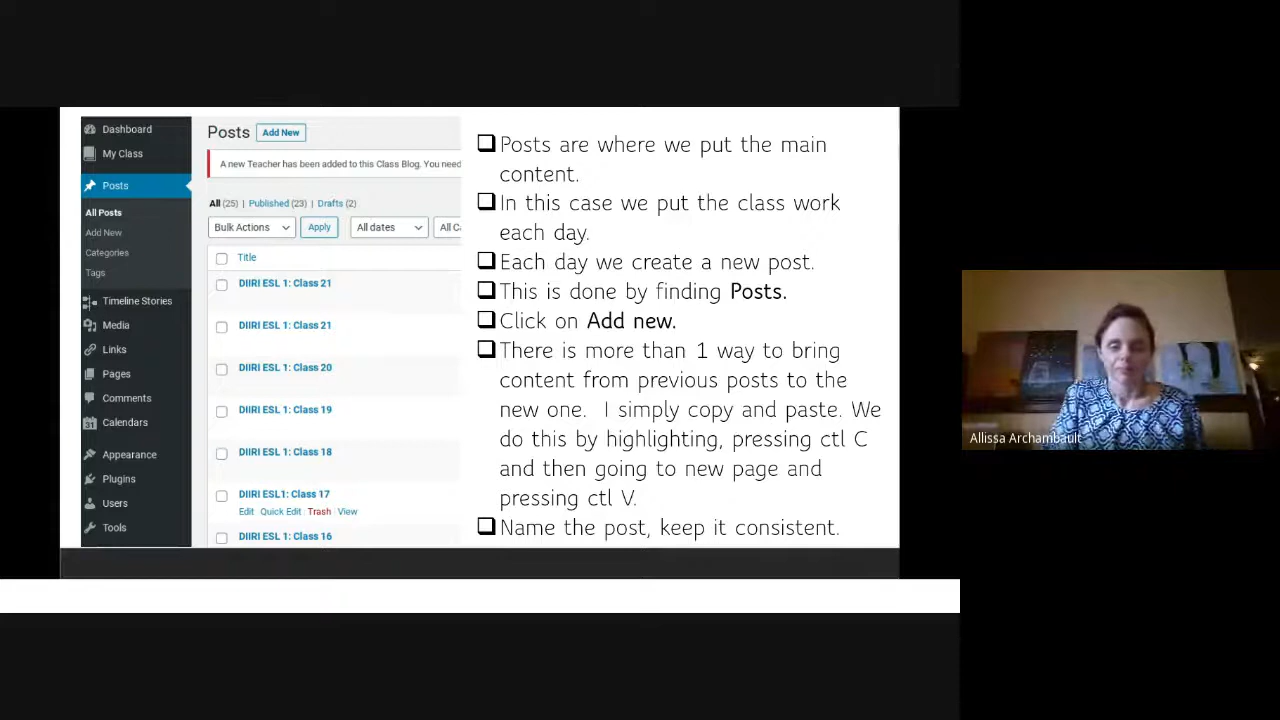 Dashboard
My Class
Posts
All Posts
Add New
Categories
Tags
Timeline Stories
Media
Links
Pages
Comments
Calendars
Appearance
Plugins
Users
Tools
Posts Add New
A new Teacher has been added to this Class Blog. You need
All (25) Published (23) Drafts (2)
Bulk Actions Apply All dates All C
Title
DIIRI ESL 1: Class 21
DIIRI ESL 1: Class 21
DIIRI ESL 1: Class 20
DIIRI ESL 1: Class 19
DIIRI ESL 1: Class 18
DIIRI ESL1: Class 17
Edit Quick Edit Trash View
DIIRI ESL 1: Class 16
Posts are where we put the main
content.
In this case we put the class work
each day.
Each day we create a new post.
This is done by finding Posts.
Click on Add new.
There is more than 1 way to bring
content from previous posts to the
new one. I simply copy and paste. We
do this by highlighting, pressing ctl C
and then going to new page and
pressing ctl V.
Name the post, keep it consistent.
Allissa Archambault